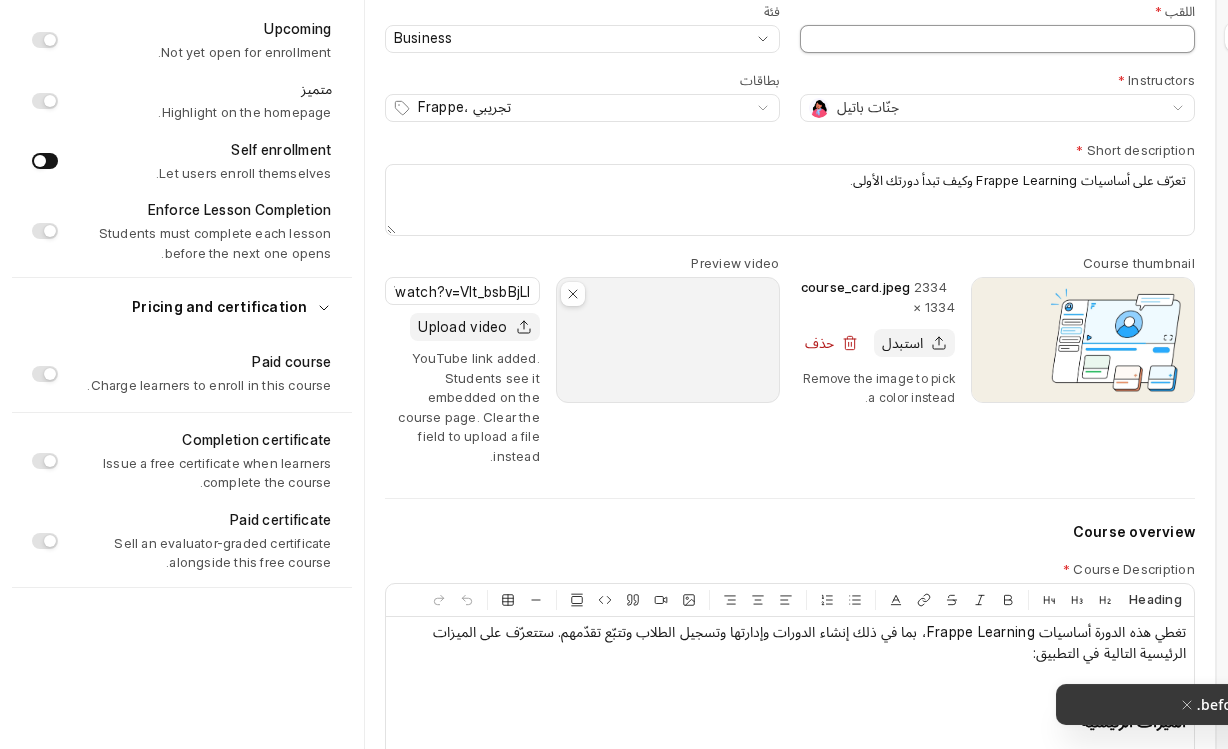 اللقب *
فئة
Business
Instructors *
بطاقات
جنّات باتيل
Frappe، تجريبي
Short description *
تعرّف على أساسيات Frappe Learning وكيف تبدأ دورتك الأولى.
Course thumbnail
course_card.jpeg 2334
× 1334
استبدل
حذف
Remove the image to pick
a color instead.
Preview video
watch?v=VIt_bsbBjLI
Upload video
YouTube link added.
Students see it
embedded on the
course page. Clear the
field to upload a file
instead.
Course overview
Course Description *
Heading H2 H3 H4
تغطي هذه الدورة أساسيات Frappe Learning، بما في ذلك إنشاء الدورات وإدارتها وتسجيل الطلاب وتتبّع تقدّمهم. ستتعرّف على الميزات
الرئيسية التالية في التطبيق:
الميزات الرئيسية
Upcoming
Not yet open for enrollment.
متميز
Highlight on the homepage.
Self enrollment
Let users enroll themselves.
Enforce Lesson Completion
Students must complete each lesson
before the next one opens.
Pricing and certification
Paid course
Charge learners to enroll in this course.
Completion certificate
Issue a free certificate when learners
complete the course.
Paid certificate
Sell an evaluator-graded certificate
alongside this free course.